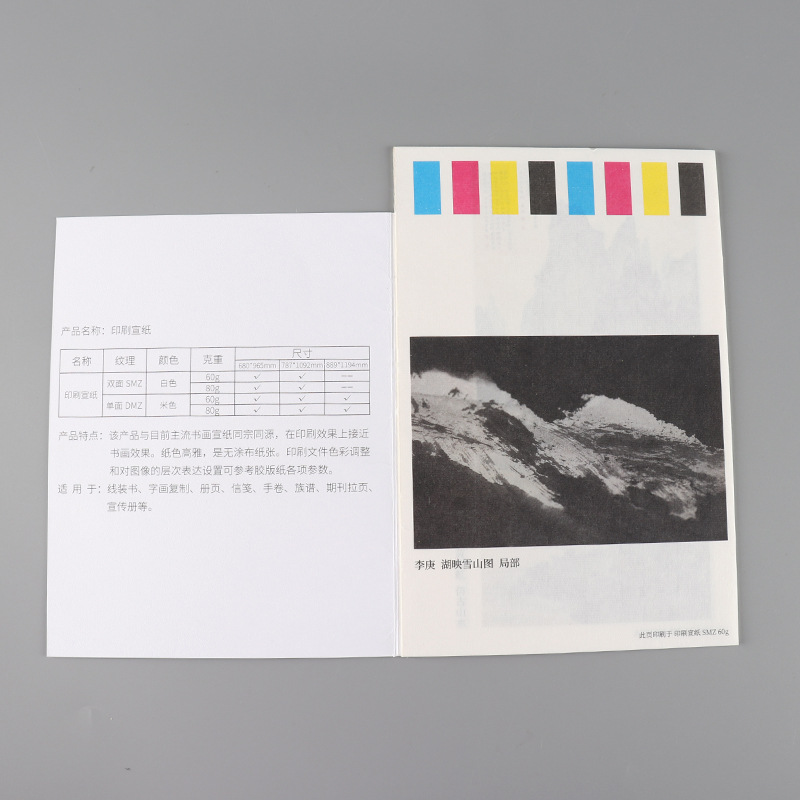 产品名称：印刷宣纸
名称 纹理 颜色 克重 尺寸
680*965mm 787*1092mm 889*1194mm
印刷宣纸 双面 SMZ 白色 60g ✓ ✓ --
80g ✓ ✓ --
单面 DMZ 米色 60g ✓ ✓ ✓
80g ✓ ✓ ✓
产品特点：该产品与目前主流书画宣纸同宗同源，在印刷效果上接近
书画效果。纸色高雅，是无涂布纸张。印刷文件色彩调整
和对图像的层次表达设置可参考胶版纸各项参数。
适 用 于：线装书、字画复制、册页、信笺、手卷、族谱、期刊拉页、
宣传册等。
李庚 湖映雪山图 局部
此页印刷于 印刷宣纸 SMZ 60g